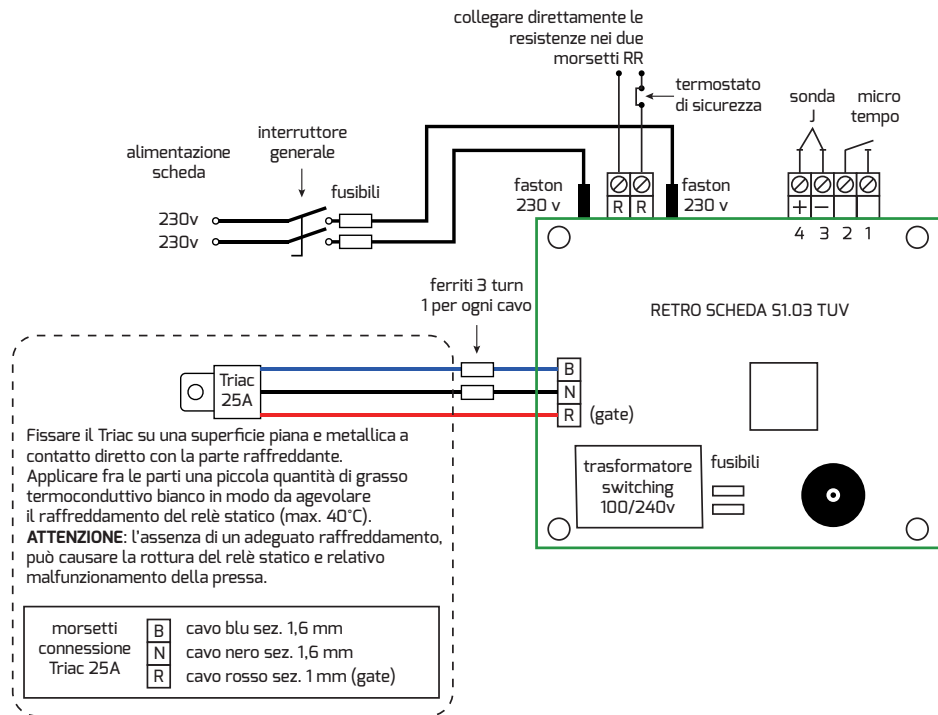 collegare direttamente le
resistenze nei due
morsetti RR
termostato
di sicurezza
sonda
J
micro
tempo
interruttore
generale
alimentazione
scheda
fusibili
230v
230v
faston
230 v
R R
faston
230 v
+ –
4 3 2 1
ferriti 3 turn
1 per ogni cavo
RETRO SCHEDA S1.03 TUV
Triac
25A
B
N
R (gate)
Fissare il Triac su una superficie piana e metallica a
contatto diretto con la parte raffreddante.
Applicare fra le parti una piccola quantità di grasso
termoconduttivo bianco in modo da agevolare
il raffreddamento del relè statico (max. 40°C).
ATTENZIONE: l'assenza di un adeguato raffreddamento,
può causare la rottura del relè statico e relativo
malfunzionamento della pressa.
trasformatore
switching
100/240v
fusibili
morsetti
connessione
Triac 25A
B cavo blu sez. 1,6 mm
N cavo nero sez. 1,6 mm
R cavo rosso sez. 1 mm (gate)